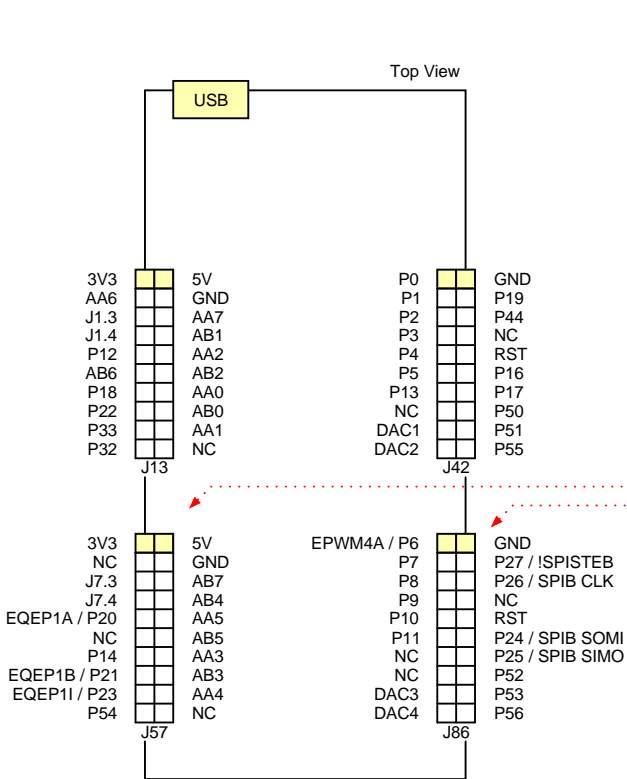 Top View
USB
3V3 5V P0 GND
AA6 GND P1 P19
J1.3 AA7 P2 P44
J1.4 AB1 P3 NC
P12 AA2 P4 RST
AB6 AB2 P5 P16
P18 AA0 P13 P17
P22 AB0 NC P50
P33 AA1 DAC1 P51
P32 NC DAC2 P55
J13 J42
3V3 5V EPWM4A / P6 GND
NC GND P7 P27 / !SPISTEB
J7.3 AB7 P8 P26 / SPIB CLK
J7.4 AB4 P9 NC
EQEP1A / P20 AA5 P10 RST
NC AB5 P11 P24 / SPIB SOMI
P14 AA3 NC P25 / SPIB SIMO
EQEP1B / P21 AB3 NC P52
EQEP1I / P23 AA4 DAC3 P53
P54 NC DAC4 P56
J57 J86